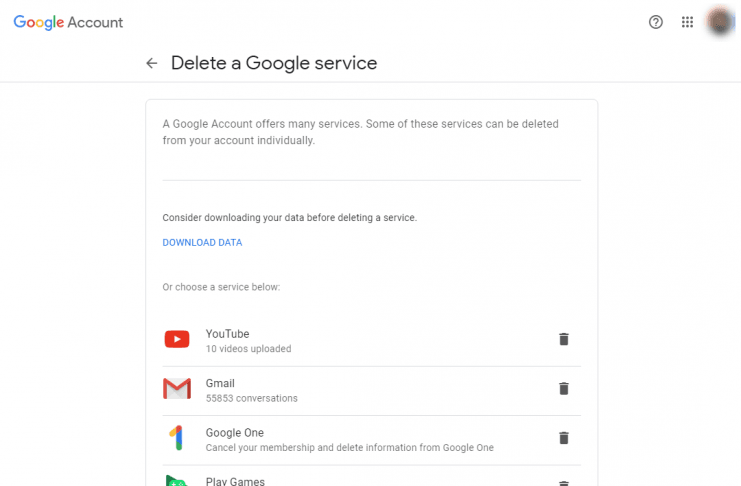 Google Account
Delete a Google service
A Google Account offers many services. Some of these services can be deleted
from your account individually.
Consider downloading your data before deleting a service.
DOWNLOAD DATA
Or choose a service below:
YouTube
10 videos uploaded
Gmail
55853 conversations
Google One
Cancel your membership and delete information from Google One
Play Games